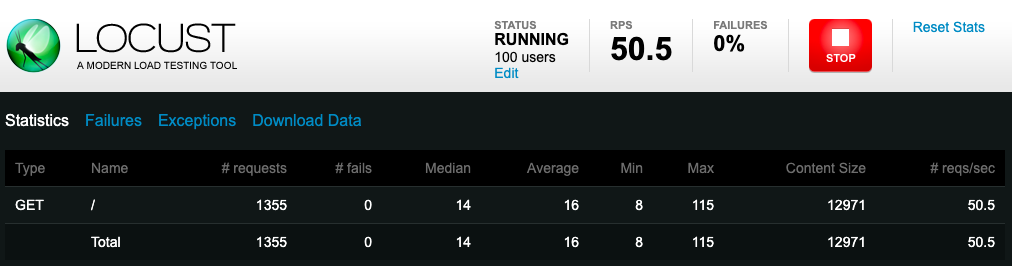 LOCUST
A MODERN LOAD TESTING TOOL
STATUS
RUNNING
100 users
Edit
RPS
50.5
FAILURES
0%
STOP
Reset Stats
Statistics Failures Exceptions Download Data
Type Name # requests # fails Median Average Min Max Content Size # reqs/sec
GET / 1355 0 14 16 8 115 12971 50.5
Total 1355 0 14 16 8 115 12971 50.5